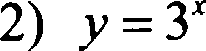 2) y = 3^x